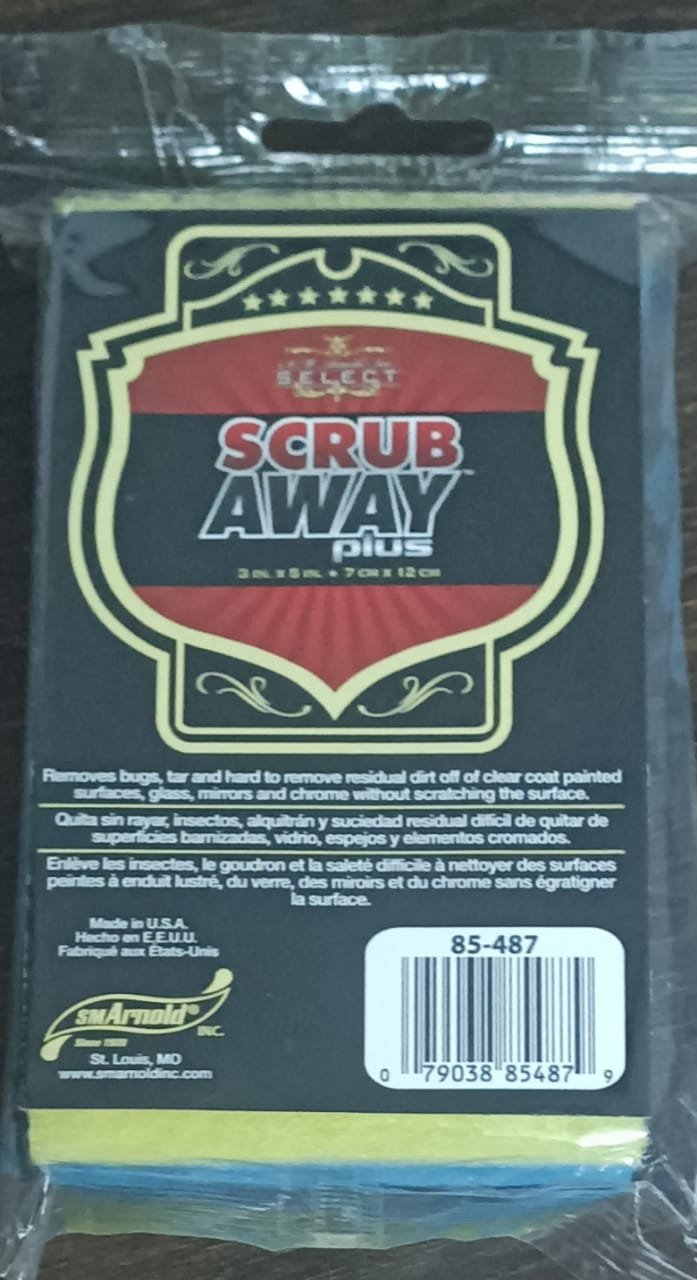 SELECT
SCRUB
AWAY™
plus
3 IN. X 5 IN. • 7 CM X 12 CM
Removes bugs, tar and hard to remove residual dirt off of clear coat painted
surfaces, glass, mirrors and chrome without scratching the surface.
Quita sin rayar, insectos, alquitrán y suciedad residual difícil de quitar de
superficies barnizadas, vidrio, espejos y elementos cromados.
Enlève les insectes, le goudron et la saleté difficile à nettoyer des surfaces
peintes à enduit lustré, du verre, des miroirs et du chrome sans égratigner
la surface.
Made in U.S.A.
Hecho en E.E.U.U.
Fabriqué aux États-Unis
SMArnold® INC.
Since 1928
St. Louis, MO
www.smarnoldinc.com
85-487
0 79038 85487 9